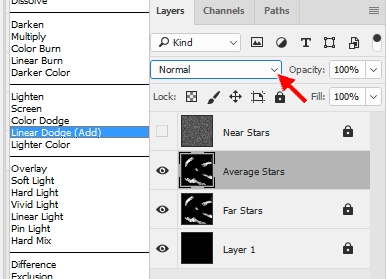 Dissolve
Darken
Multiply
Color Burn
Linear Burn
Darker Color
Lighten
Screen
Color Dodge
Linear Dodge (Add)
Lighter Color
Overlay
Soft Light
Hard Light
Vivid Light
Linear Light
Pin Light
Hard Mix
Difference
Exclusion
Layers Channels Paths
Kind
Normal Opacity: 100%
Lock: Fill: 100%
Near Stars
Average Stars
Far Stars
Layer 1